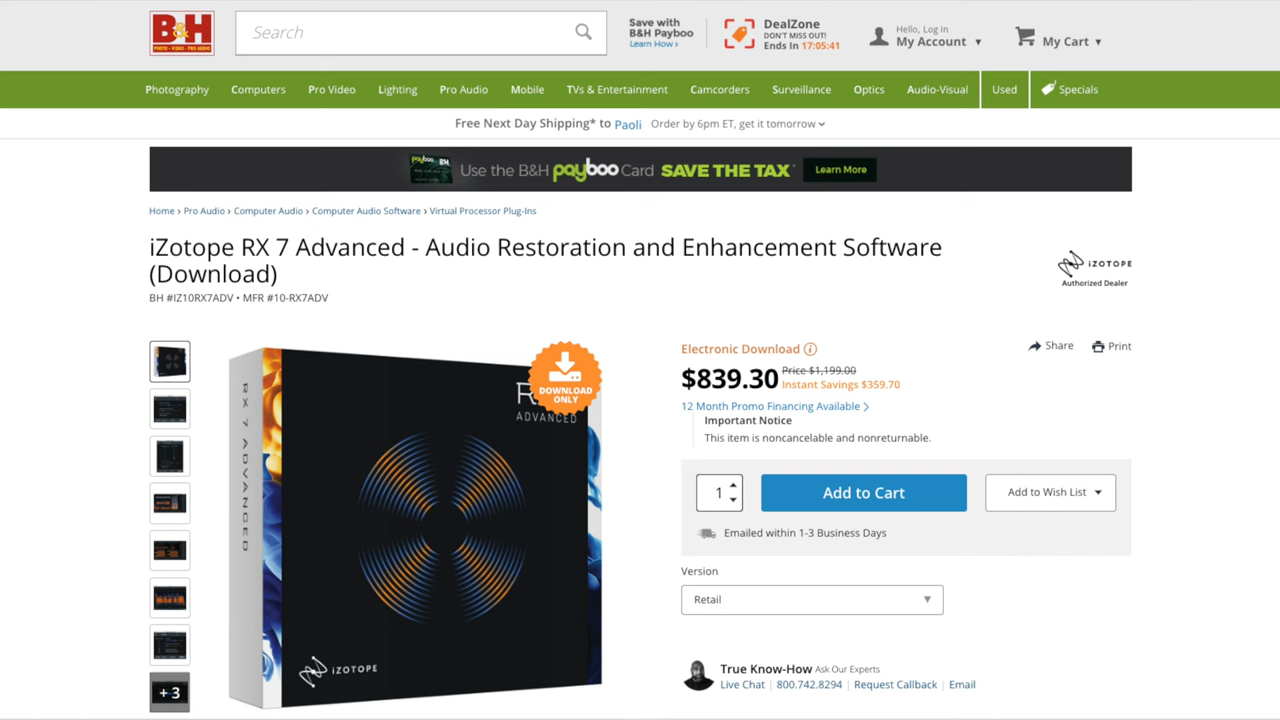 B&H
PHOTO - VIDEO - PRO AUDIO
Search
Save with
B&H Payboo
Learn How ›
DealZone
DON'T MISS OUT!
Ends In 17:05:41
Hello, Log In
My Account ▼
My Cart ▼
Photography Computers Pro Video Lighting Pro Audio Mobile TVs & Entertainment Camcorders Surveillance Optics Audio-Visual Used Specials
Free Next Day Shipping* to Paoli Order by 6pm ET, get it tomorrow
payboo B&H
Use the B&H payboo Card SAVE THE TAX* Learn More
Home › Pro Audio › Computer Audio › Computer Audio Software › Virtual Processor Plug-Ins
iZotope RX 7 Advanced - Audio Restoration and Enhancement Software
(Download)
BH #IZ10RX7ADV • MFR #10-RX7ADV
iZOTOPE
Authorized Dealer
RX 7 ADVANCED
DOWNLOAD
ONLY
ADVANCED
iZOTOPE
+ 3
Electronic Download
Share
Print
$839.30
Price $1,199.00
Instant Savings $359.70
12 Month Promo Financing Available ›
Important Notice
This item is noncancelable and nonreturnable.
1
Add to Cart
Add to Wish List
Emailed within 1-3 Business Days
Version
Retail
True Know-How Ask Our Experts
Live Chat | 800.742.8294 | Request Callback | Email